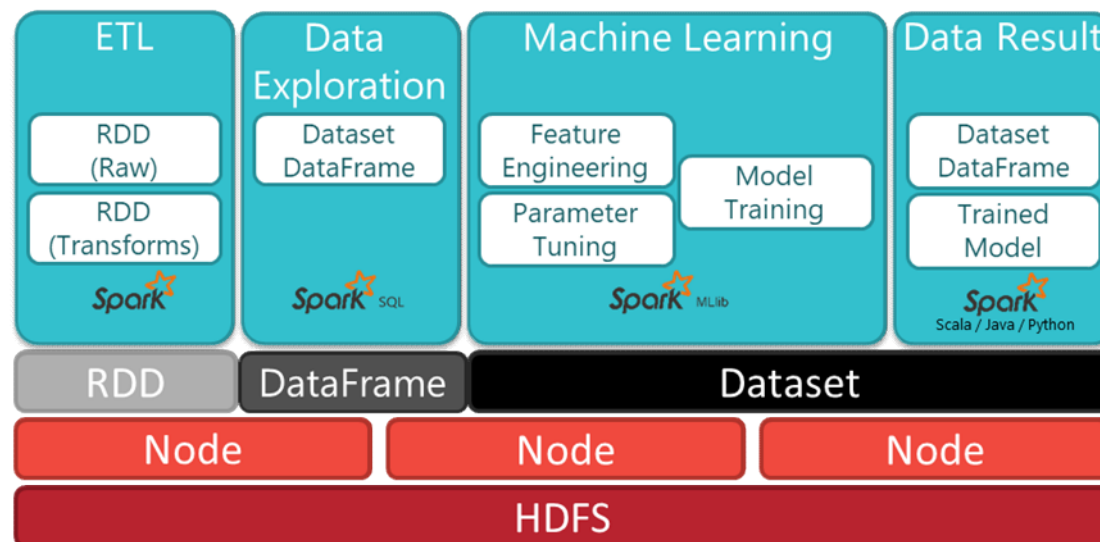 ETL
RDD
(Raw)
RDD
(Transforms)
Spark
Data
Exploration
Dataset
DataFrame
Spark SQL
Machine Learning
Feature
Engineering
Parameter
Tuning
Model
Training
Spark MLlib
Data Result
Dataset
DataFrame
Trained
Model
Spark
Scala / Java / Python
RDD
DataFrame
Dataset
Node
Node
Node
HDFS